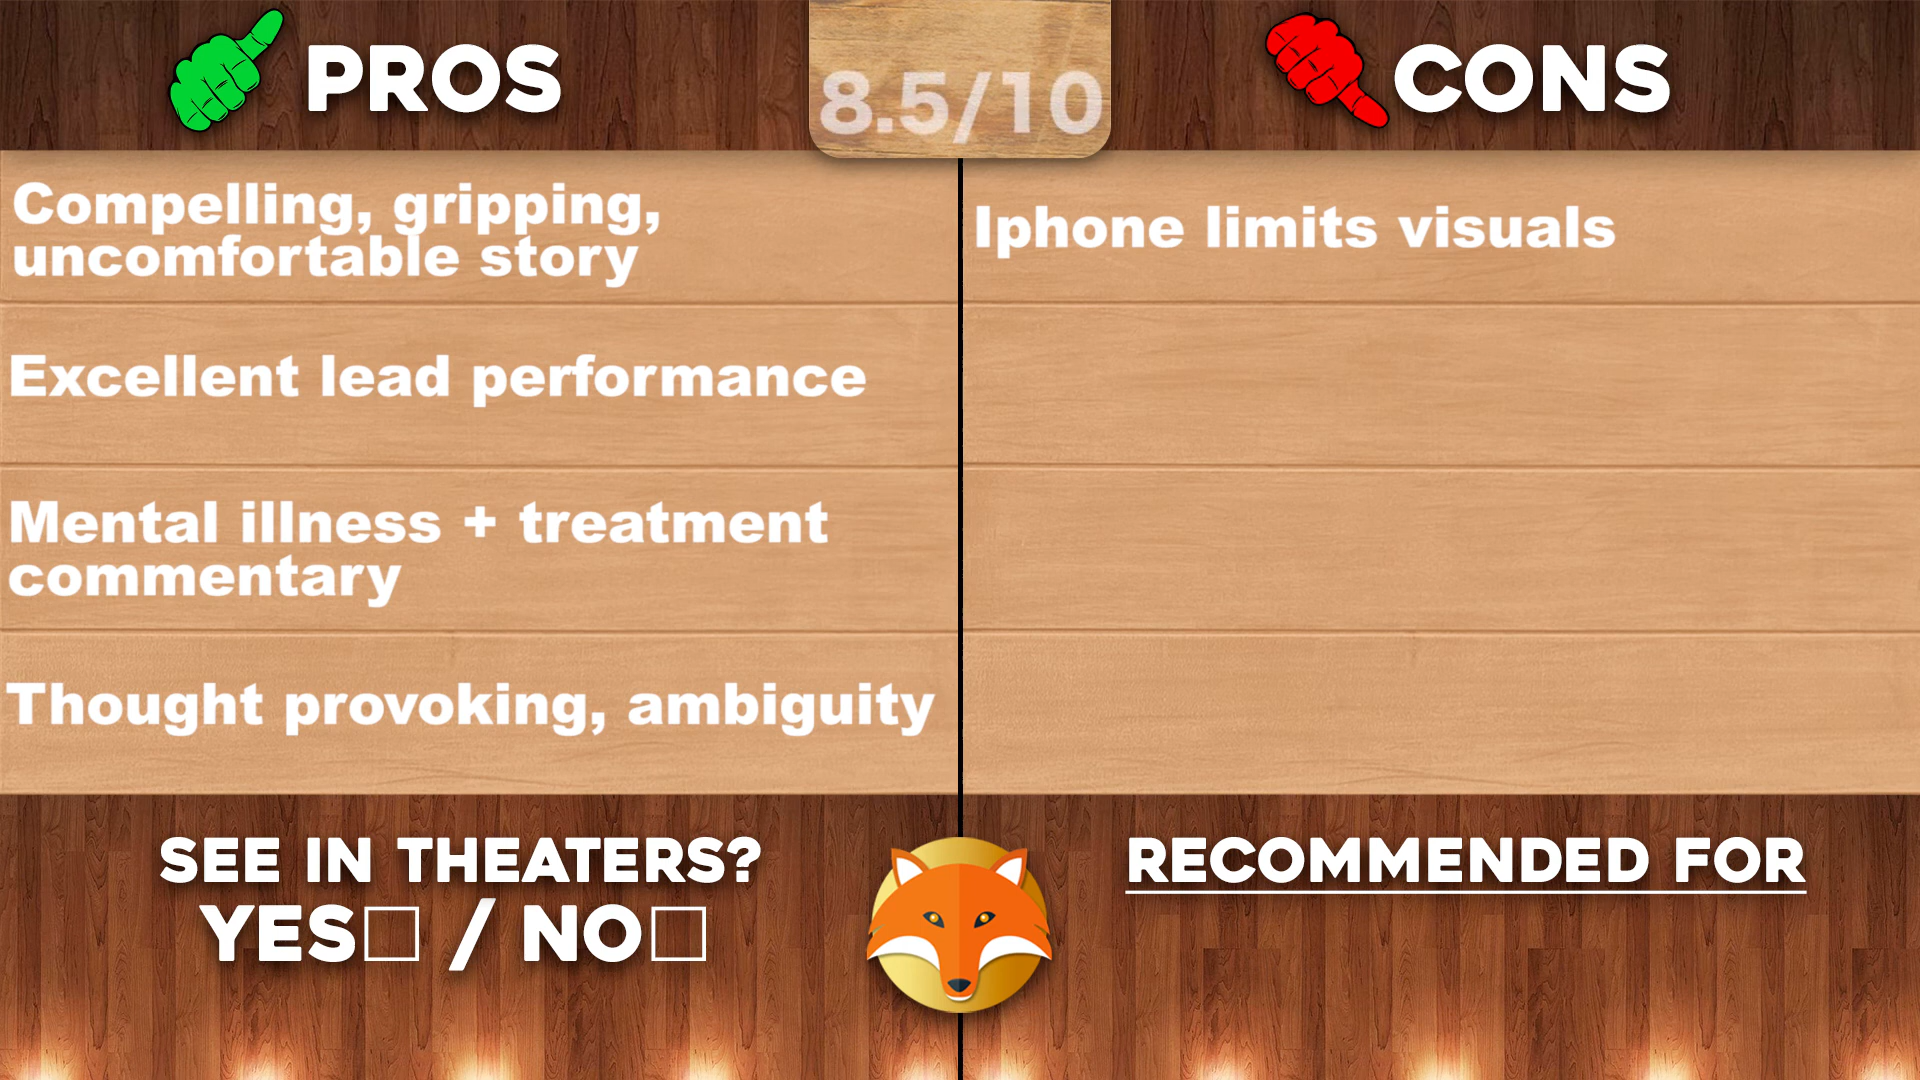 PROS
8.5/10
CONS
Compelling, gripping,
uncomfortable story
Excellent lead performance
Mental illness + treatment
commentary
Thought provoking, ambiguity
Iphone limits visuals
SEE IN THEATERS?
YES□ / NO□
RECOMMENDED FOR